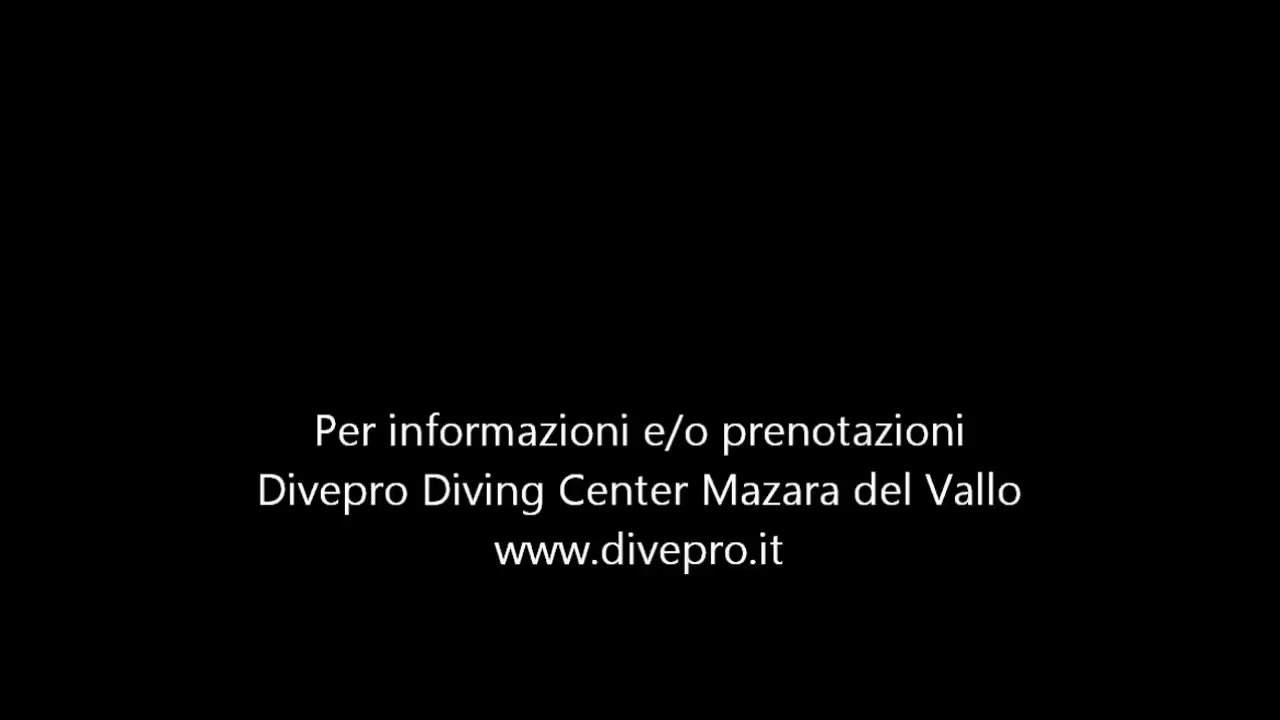 Per informazioni e/o prenotazioni
Divepro Diving Center Mazara del Vallo
www.divepro.it